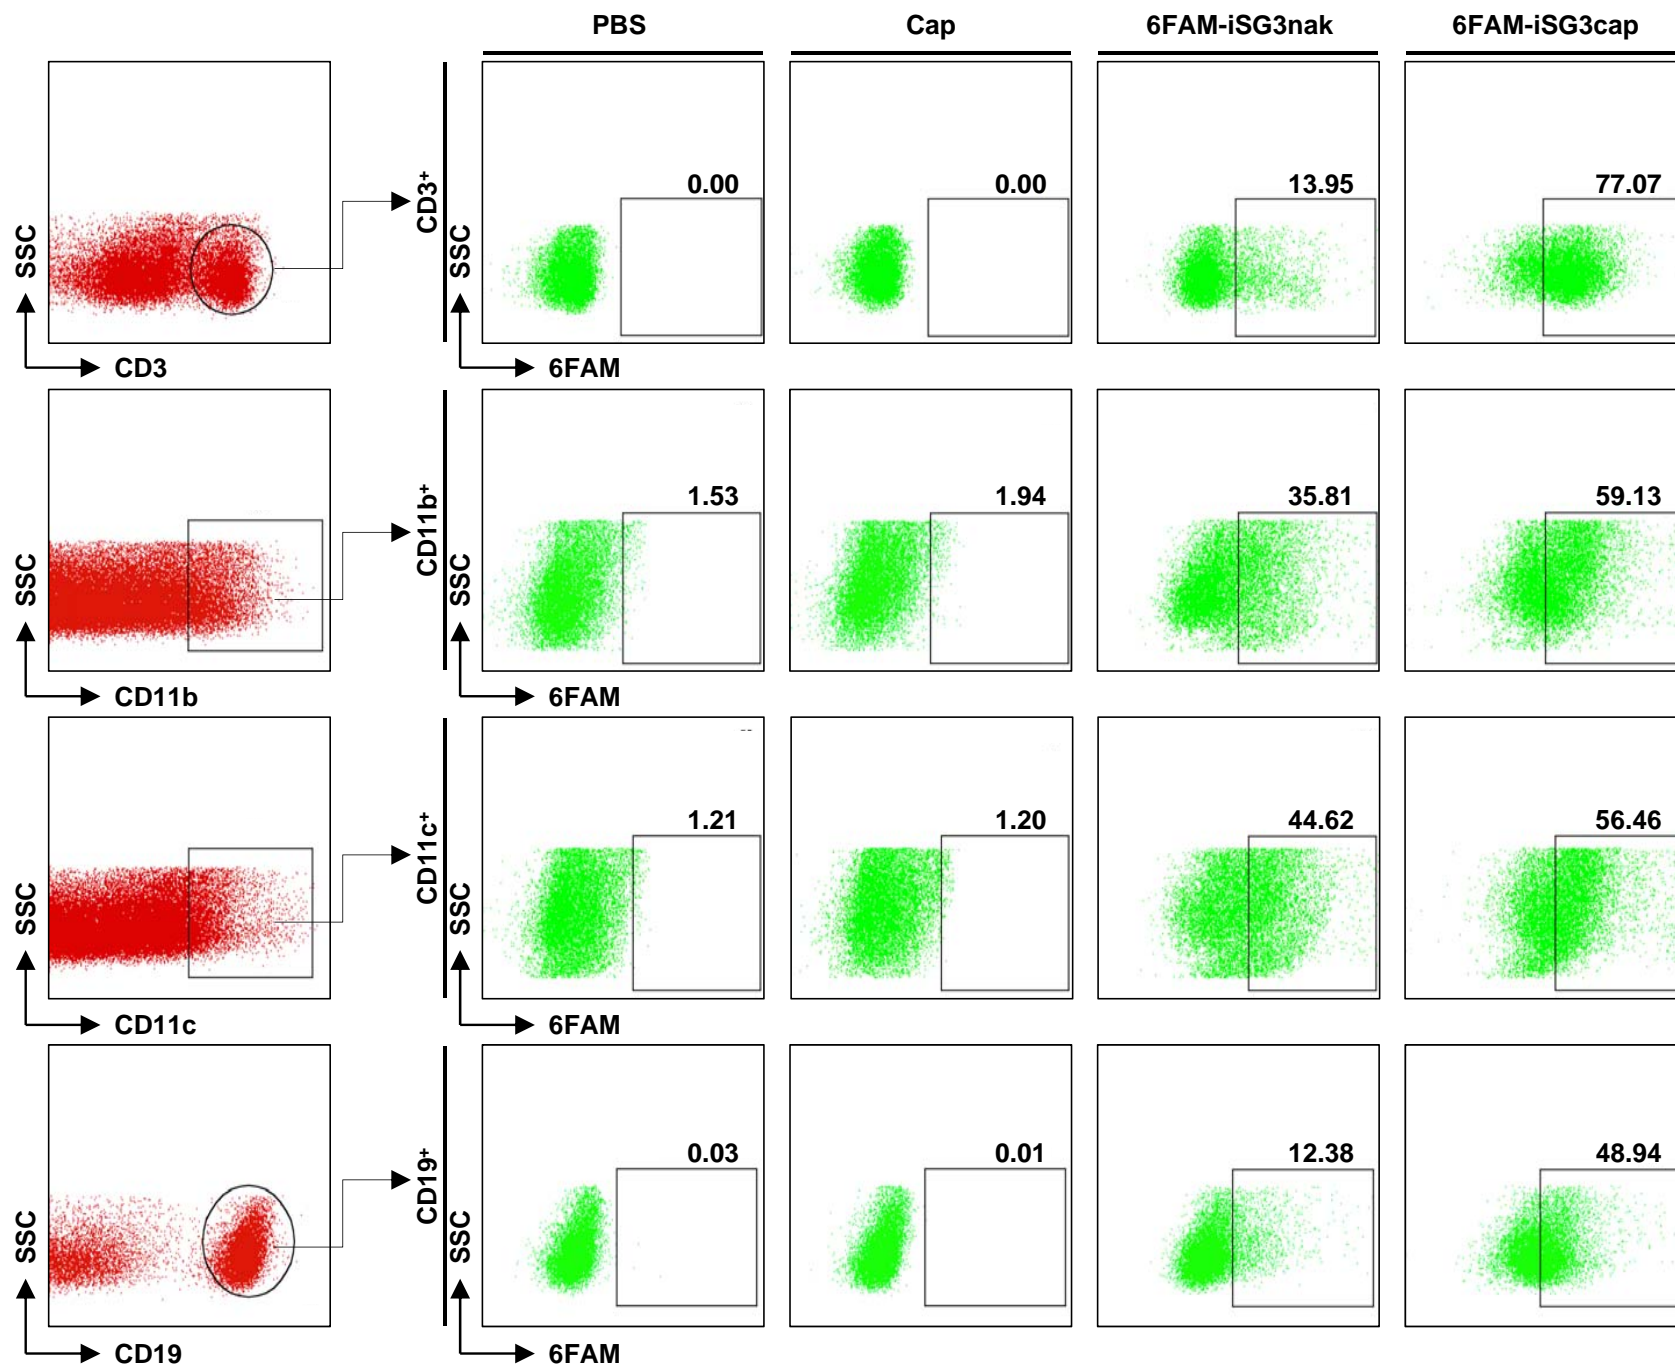 PBS Cap 6FAM-iSG3nak 6FAM-iSG3cap
SSC
CD3
CD3⁺
SSC
0.00 0.00 13.95 77.07
6FAM
SSC
CD11b
CD11b⁺
SSC
1.53 1.94 35.81 59.13
6FAM
SSC
CD11c
CD11c⁺
SSC
1.21 1.20 44.62 56.46
6FAM
SSC
CD19
CD19⁺
SSC
0.03 0.01 12.38 48.94
6FAM